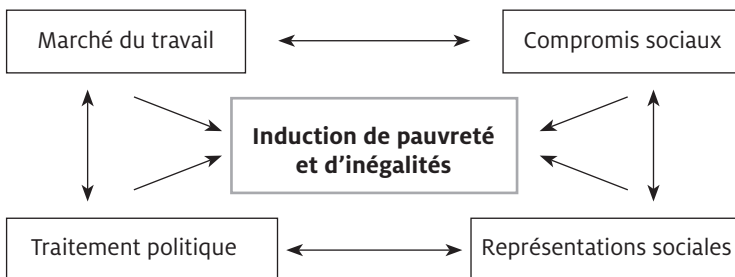 Marché du travail
Compromis sociaux
Induction de pauvreté
et d’inégalités
Traitement politique
Représentations sociales